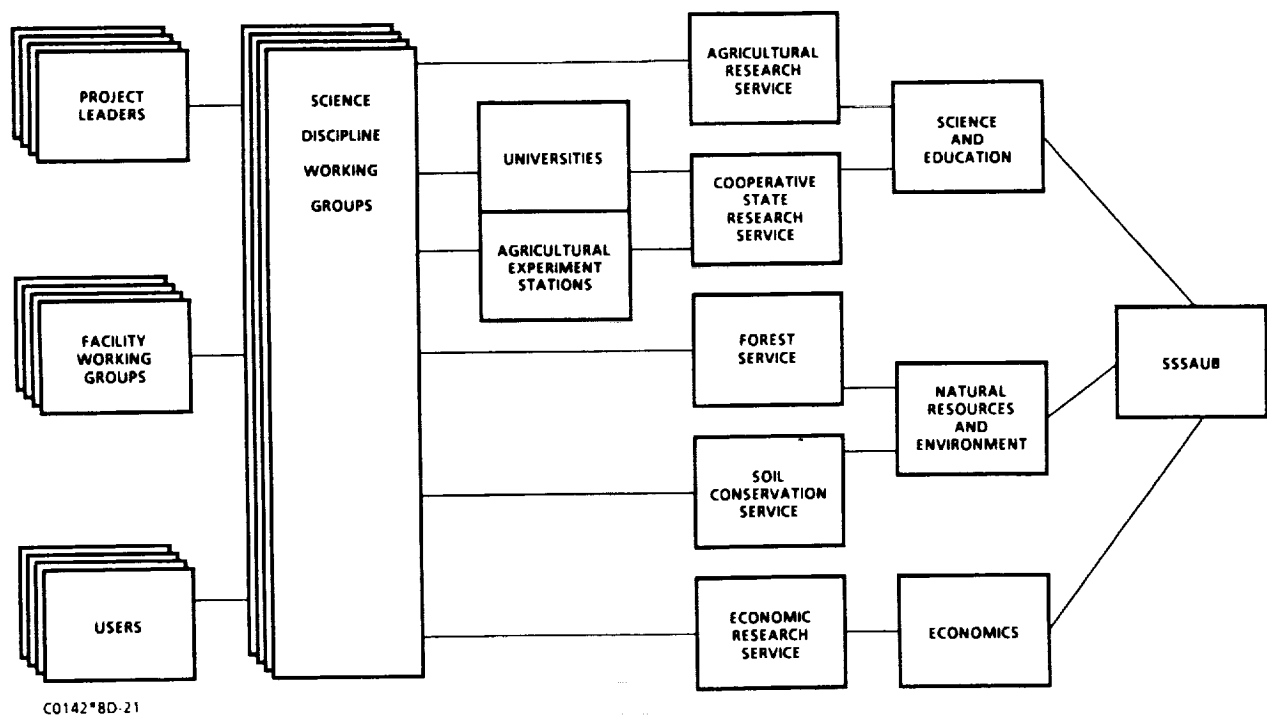 PROJECT
LEADERS
FACILITY
WORKING
GROUPS
USERS
SCIENCE
DISCIPLINE
WORKING
GROUPS
UNIVERSITIES
AGRICULTURAL
EXPERIMENT
STATIONS
AGRICULTURAL
RESEARCH
SERVICE
COOPERATIVE
STATE
RESEARCH
SERVICE
FOREST
SERVICE
SOIL
CONSERVATION
SERVICE
ECONOMIC
RESEARCH
SERVICE
SCIENCE
AND
EDUCATION
NATURAL
RESOURCES
AND
ENVIRONMENT
ECONOMICS
SSSAUB
C0142*8D-21